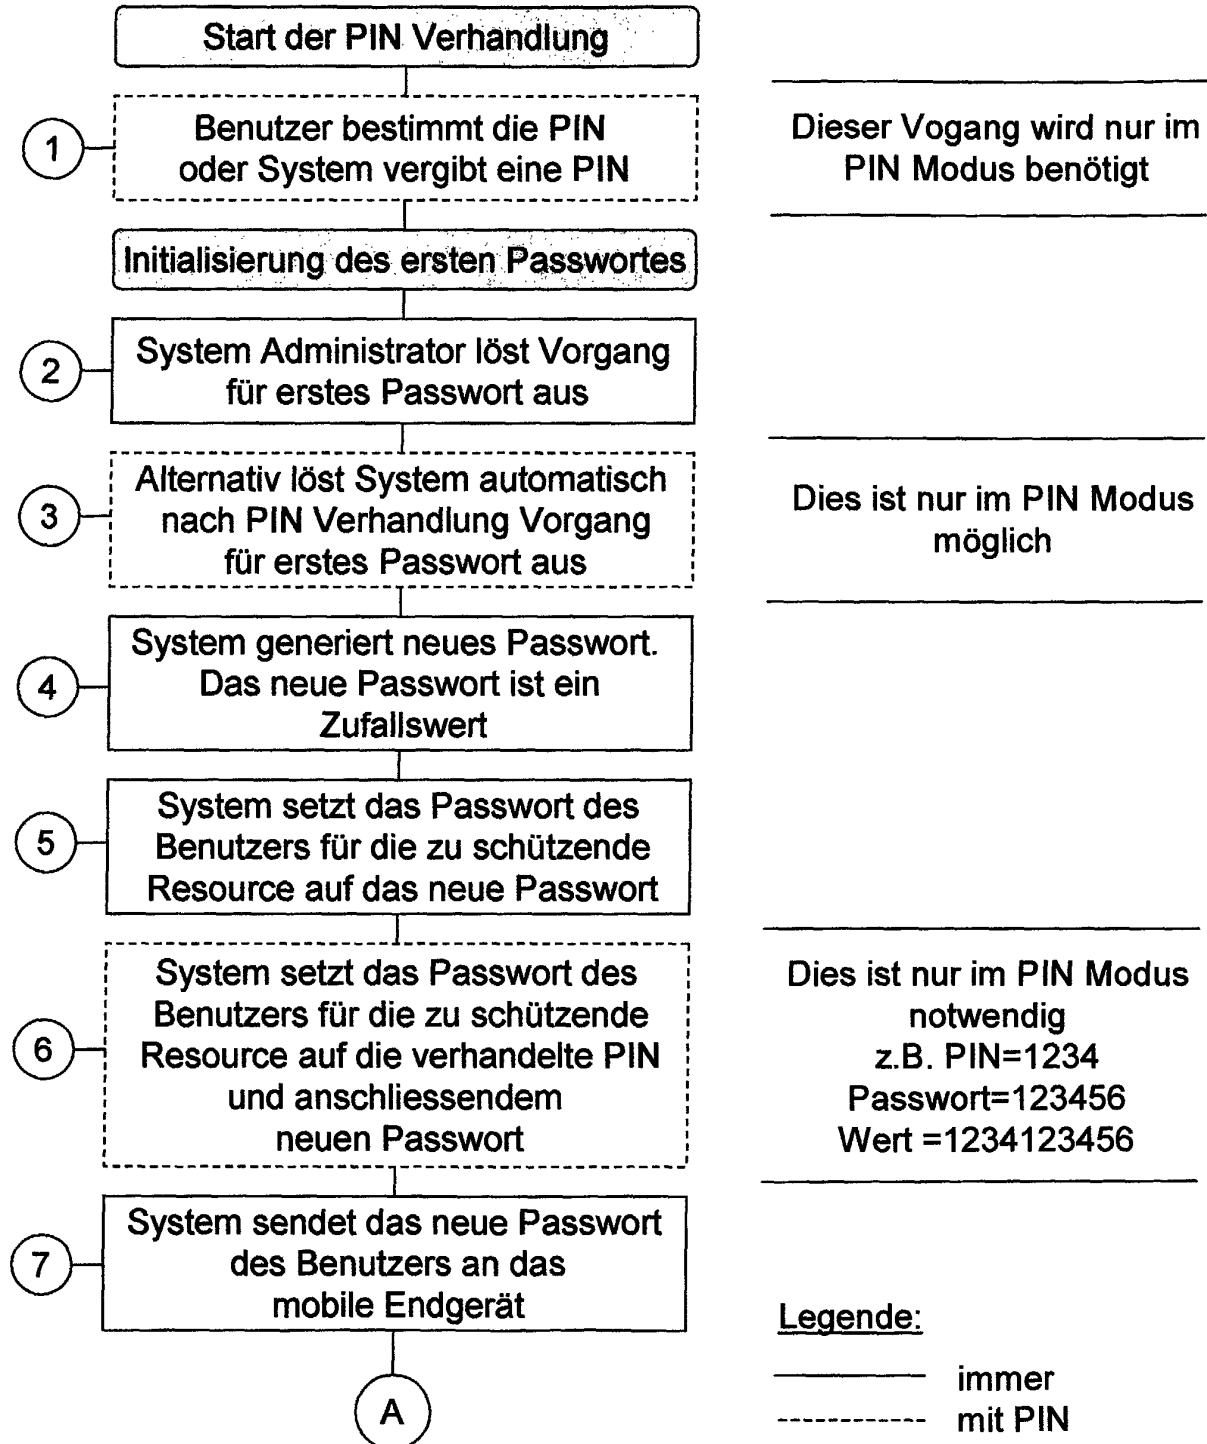 Start der PIN Verhandlung
1
Benutzer bestimmt die PIN
oder System vergibt eine PIN
Dieser Vogang wird nur im
PIN Modus benötigt
Initialisierung des ersten Passwortes
2
System Administrator löst Vorgang
für erstes Passwort aus
3
Alternativ löst System automatisch
nach PIN Verhandlung Vorgang
für erstes Passwort aus
Dies ist nur im PIN Modus
möglich
4
System generiert neues Passwort.
Das neue Passwort ist ein
Zufallswert
5
System setzt das Passwort des
Benutzers für die zu schützende
Resource auf das neue Passwort
6
System setzt das Passwort des
Benutzers für die zu schützende
Resource auf die verhandelte PIN
und anschliessendem
neuen Passwort
Dies ist nur im PIN Modus
notwendig
z.B. PIN=1234
Passwort=123456
Wert =1234123456
7
System sendet das neue Passwort
des Benutzers an das
mobile Endgerät
A
Legende:
immer
mit PIN